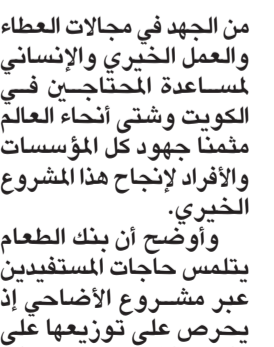 من الجهد في مجالات العطاء
والعمل الخيري والإنساني
لمساعدة المحتاجين في
الكويت وشتى أنحاء العالم
مثمنا جهود كل المؤسسات
والأفراد لإنجاح هذا المشروع
الخيري.
وأوضح أن بنك الطعام
يتلمس حاجات المستفيدين
عبر مشروع الأضاحي إذ
يحرص على توزيعها على